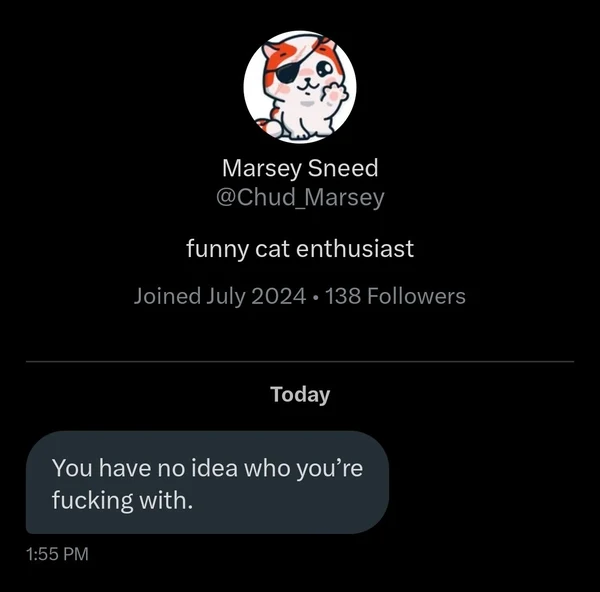 Marsey Sneed
@Chud_Marsey
funny cat enthusiast
Joined July 2024 • 138 Followers
Today
You have no idea who you’re
fucking with.
1:55 PM